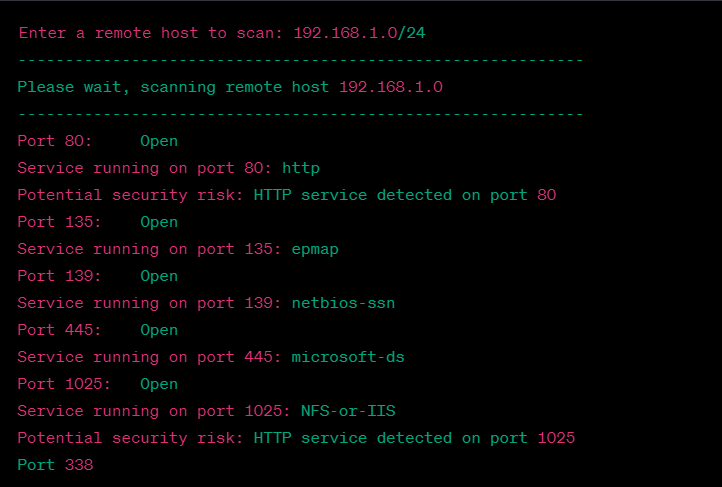 Enter a remote host to scan: 192.168.1.0/24
------------------------------------------------------------
Please wait, scanning remote host 192.168.1.0
------------------------------------------------------------
Port 80: Open
Service running on port 80: http
Potential security risk: HTTP service detected on port 80
Port 135: Open
Service running on port 135: epmap
Port 139: Open
Service running on port 139: netbios-ssn
Port 445: Open
Service running on port 445: microsoft-ds
Port 1025: Open
Service running on port 1025: NFS-or-IIS
Potential security risk: HTTP service detected on port 1025
Port 338